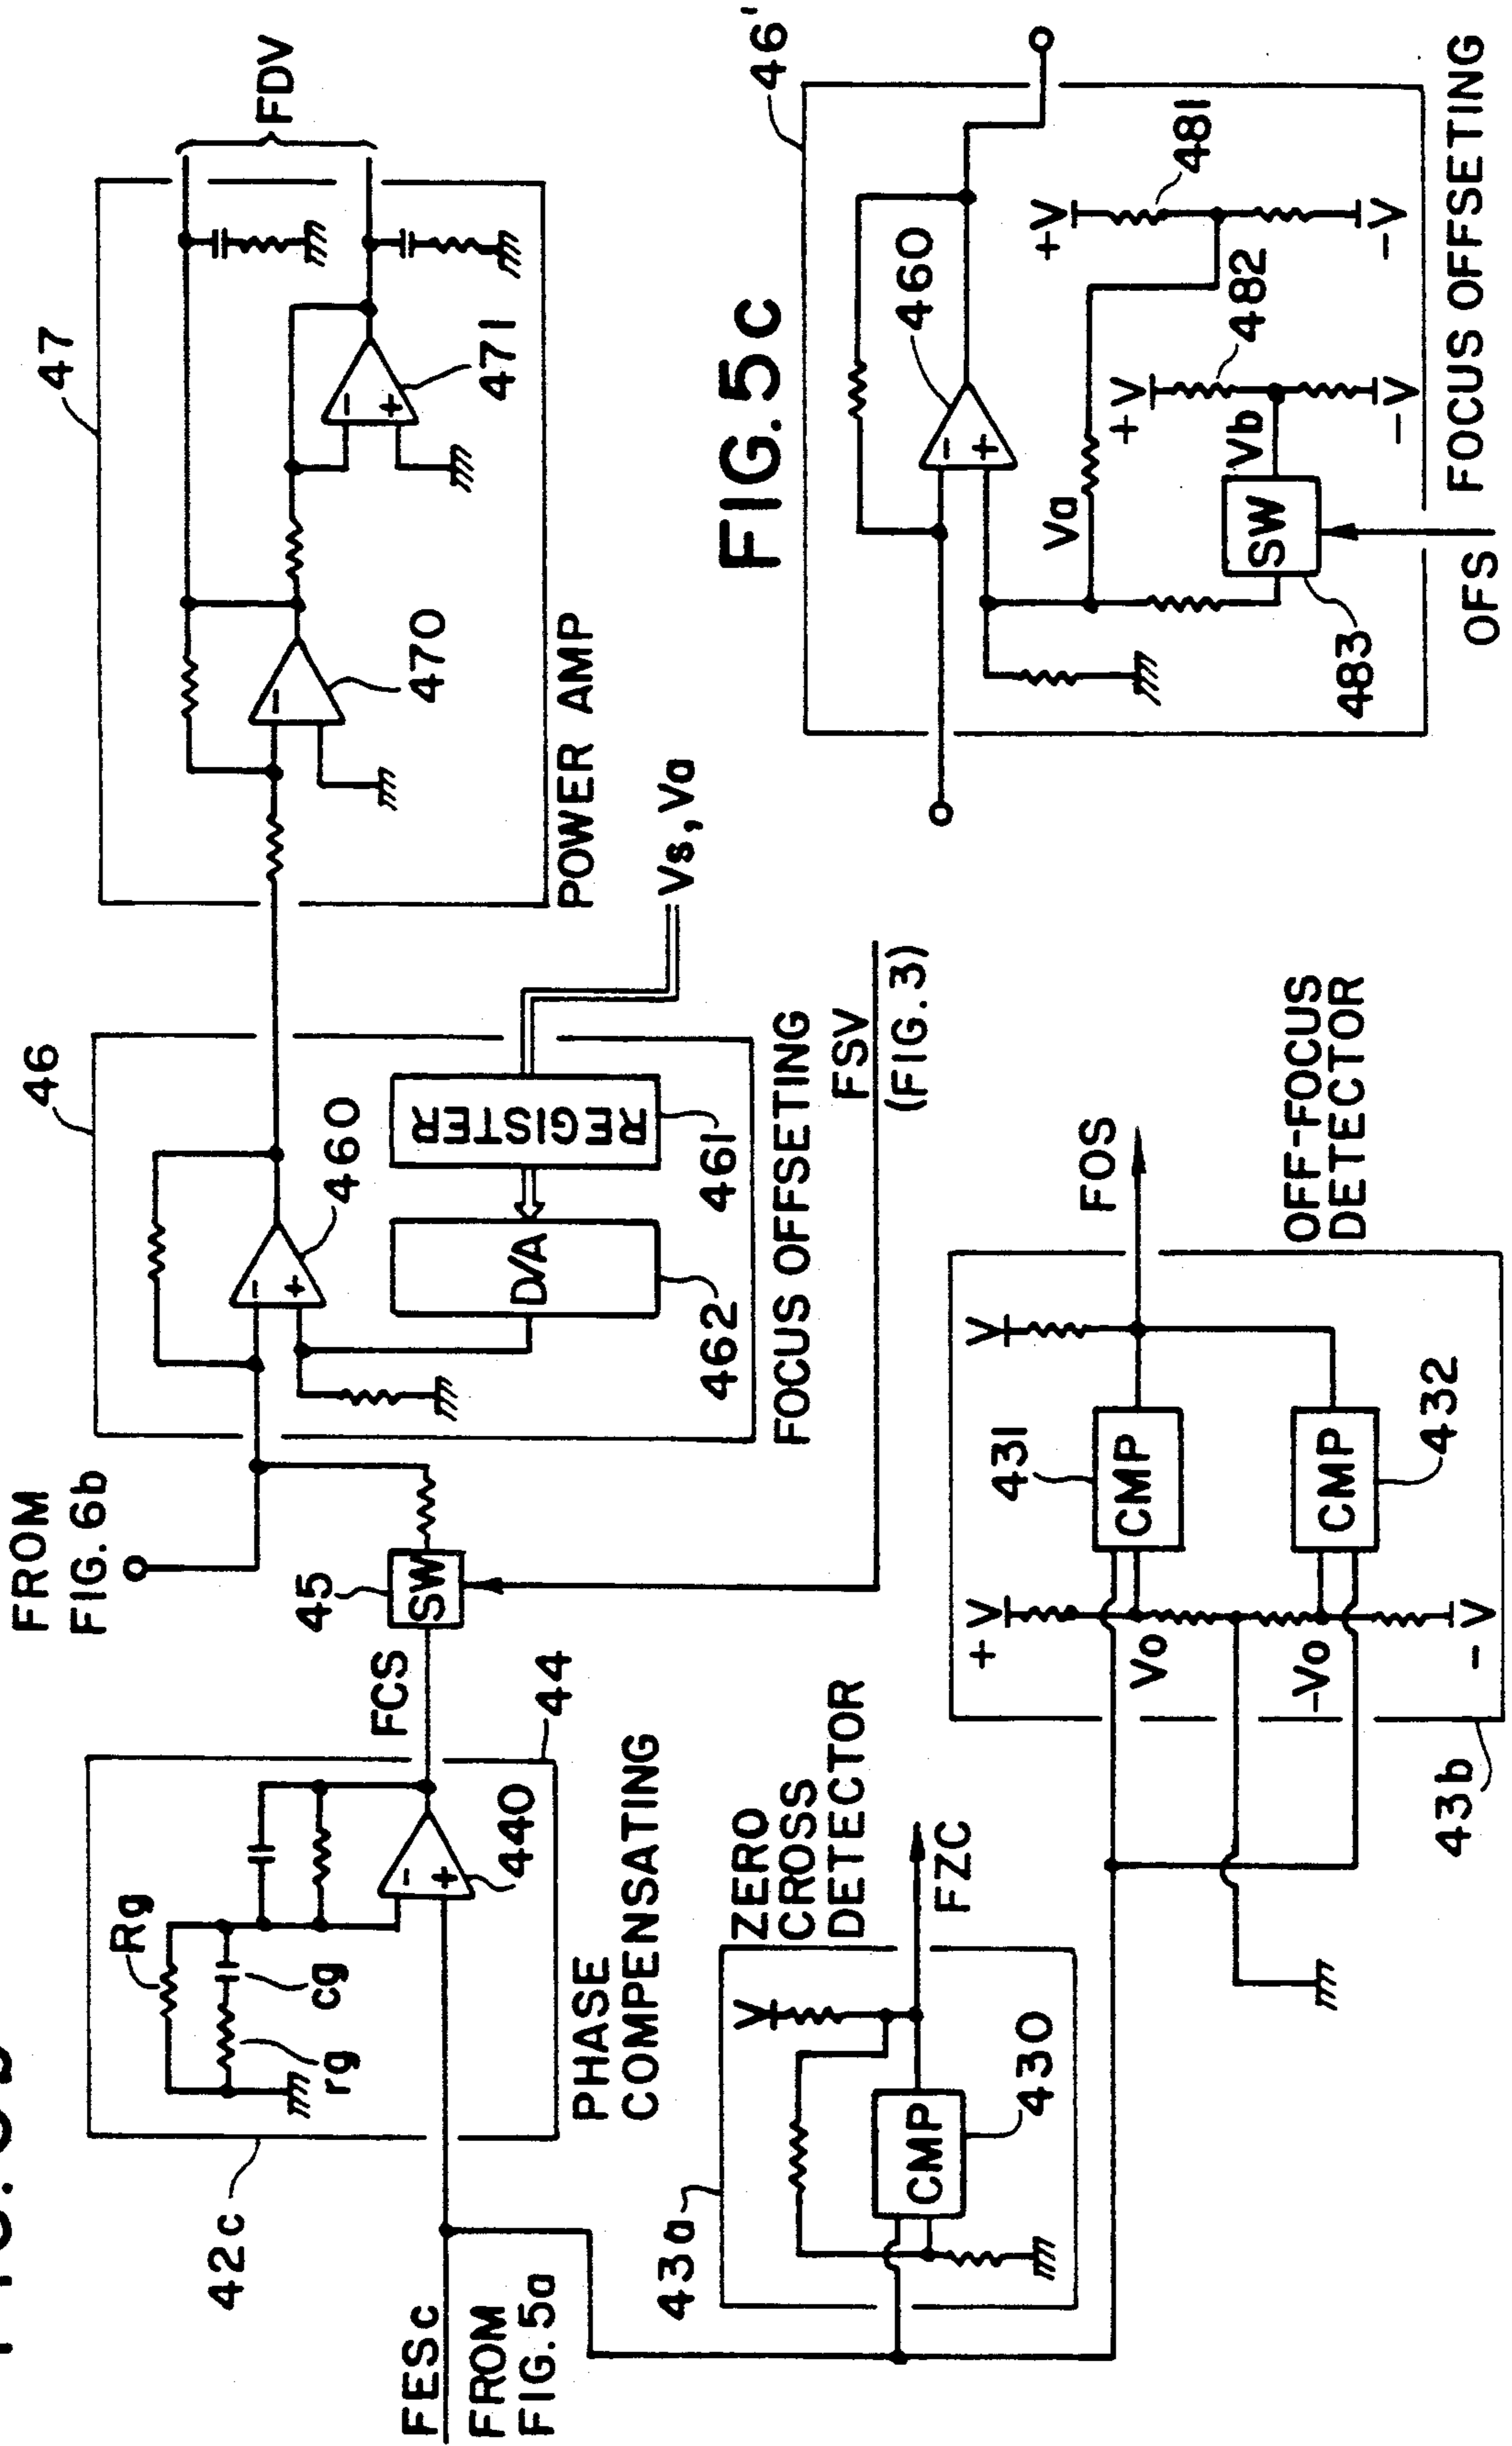 FROM
FIG. 6b
46
47
FDV
42c
Rg
cg
rg
-
+
440
44
PHASE
COMPENSATING
FCS
45
SW
-
+
460
D/A
462
REGISTER
461
Vs, Va
FOCUS OFFSETING
FSV
(FIG. 3)
-
470
-
+
471
POWER AMP
FESc
FROM
FIG. 5a
43a
V
CMP
430
ZERO
CROSS
DETECTOR
FZC
43b
+V
Vo
-Vo
-V
431
CMP
CMP
432
V
FOS
OFF-FOCUS
DETECTOR
FIG. 5c
46'
-
+
460
Va
+V
481
-V
+V
482
Vb
-V
SW
483
OFS
FOCUS OFFSETING